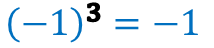 (−1)³ = −1